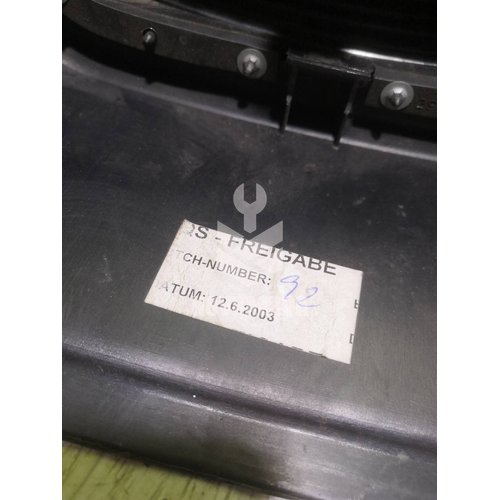 QS - FREIGABE
TCH-NUMBER: 92
ATUM: 12.6.2003